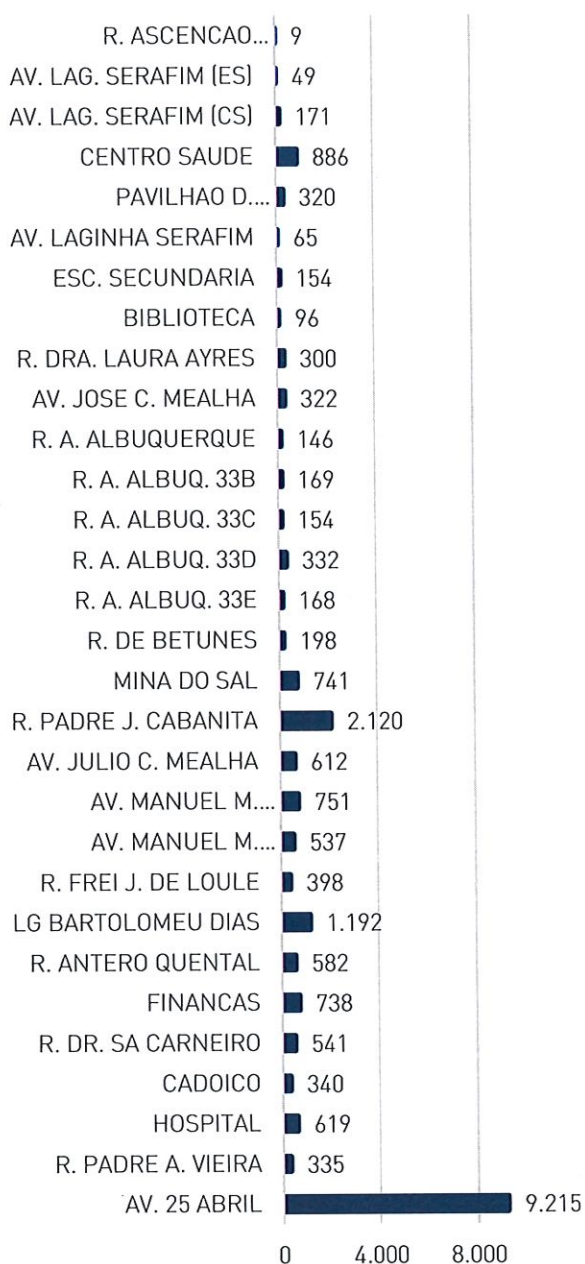 R. ASCENCAO... 9
AV. LAG. SERAFIM (ES) 49
AV. LAG. SERAFIM (CS) 171
CENTRO SAUDE 886
PAVILHAO D.... 320
AV. LAGINHA SERAFIM 65
ESC. SECUNDARIA 154
BIBLIOTECA 96
R. DRA. LAURA AYRES 300
AV. JOSE C. MEALHA 322
R. A. ALBUQUERQUE 146
R. A. ALBUQ. 33B 169
R. A. ALBUQ. 33C 154
R. A. ALBUQ. 33D 332
R. A. ALBUQ. 33E 168
R. DE BETUNES 198
MINA DO SAL 741
R. PADRE J. CABANITA 2.120
AV. JULIO C. MEALHA 612
AV. MANUEL M.... 751
AV. MANUEL M.... 537
R. FREI J. DE LOULE 398
LG BARTOLOMEU DIAS 1.192
R. ANTERO QUENTAL 582
FINANCAS 738
R. DR. SA CARNEIRO 541
CADOICO 340
HOSPITAL 619
R. PADRE A. VIEIRA 335
AV. 25 ABRIL 9.215
0 4.000 8.000